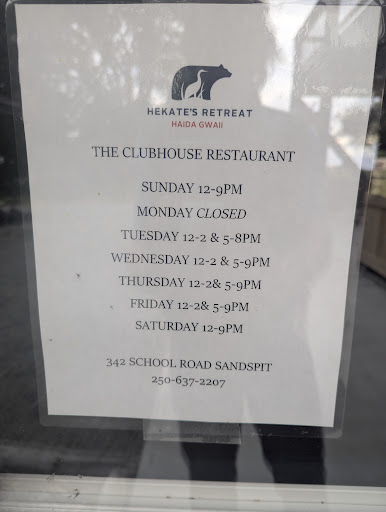 HEKATE'S RETREAT
HAIDA GWAII
THE CLUBHOUSE RESTAURANT
SUNDAY 12-9PM
MONDAY CLOSED
TUESDAY 12-2 & 5-8PM
WEDNESDAY 12-2 & 5-9PM
THURSDAY 12-2& 5-9PM
FRIDAY 12-2& 5-9PM
SATURDAY 12-9PM
342 SCHOOL ROAD SANDSPIT
250-637-2207